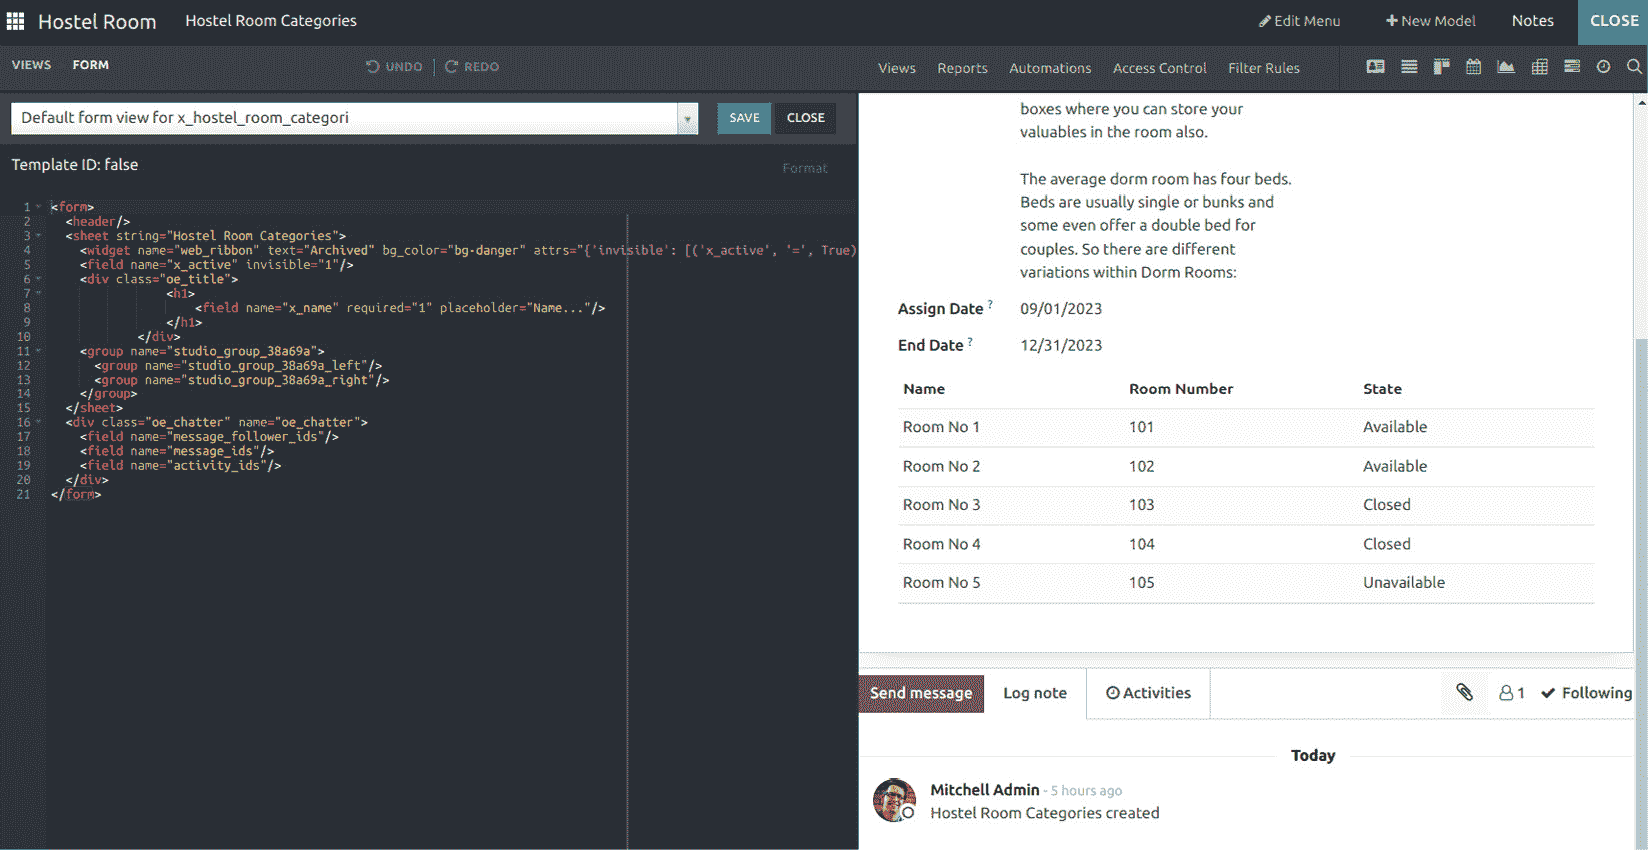 Hostel Room Hostel Room Categories Edit Menu New Model Notes CLOSE
VIEWS FORM UNDO REDO Views Reports Automations Access Control Filter Rules
Default form view for x_hostel_room_categori SAVE CLOSE
Template ID: false Format
1 <form>
2 <header/>
3 <sheet string="Hostel Room Categories">
4 <widget name="web_ribbon" text="Archived" bg_color="bg-danger" attrs="{'invisible': [('x_active', '=', True)
5 <field name="x_active" invisible="1"/>
6 <div class="oe_title">
7 <h1>
8 <field name="x_name" required="1" placeholder="Name..."/>
9 </h1>
10 </div>
11 <group name="studio_group_38a69a">
12 <group name="studio_group_38a69a_left"/>
13 <group name="studio_group_38a69a_right"/>
14 </group>
15 </sheet>
16 <div class="oe_chatter" name="oe_chatter">
17 <field name="message_follower_ids"/>
18 <field name="message_ids"/>
19 <field name="activity_ids"/>
20 </div>
21 </form>
boxes where you can store your
valuables in the room also.
The average dorm room has four beds.
Beds are usually single or bunks and
some even offer a double bed for
couples. So there are different
variations within Dorm Rooms:
Assign Date ? 09/01/2023
End Date ? 12/31/2023
Name Room Number State
Room No 1 101 Available
Room No 2 102 Available
Room No 3 103 Closed
Room No 4 104 Closed
Room No 5 105 Unavailable
Send message Log note Activities 1 Following
Today
Mitchell Admin - 5 hours ago
Hostel Room Categories created